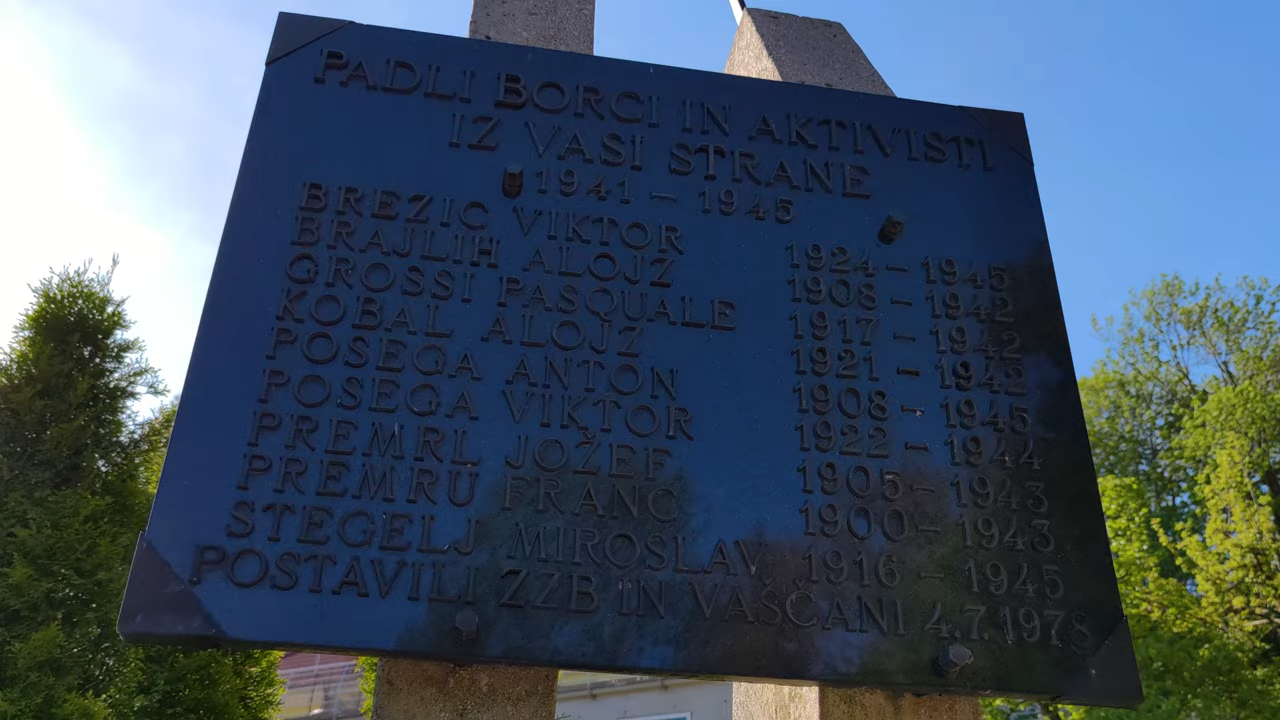 PADLI BORCI IN AKTIVISTI
IZ VASI STRANE
1941 – 1945
BREZIC VIKTOR 1924 – 1945
BRAJLIH ALOJZ 1908 – 1942
GROSSI PASQUALE 1917 – 1942
KOBAL ALOJZ 1921 – 1942
POSEGA ANTON 1908 – 1945
POSEGA VIKTOR 1922 – 1944
PREMRL JOŽEF 1905 – 1943
PREMRU FRANC 1900 – 1943
STEGELJ MIROSLAV 1916 – 1945
POSTAVILI ZZB IN VAŠČANI 4.7.1978